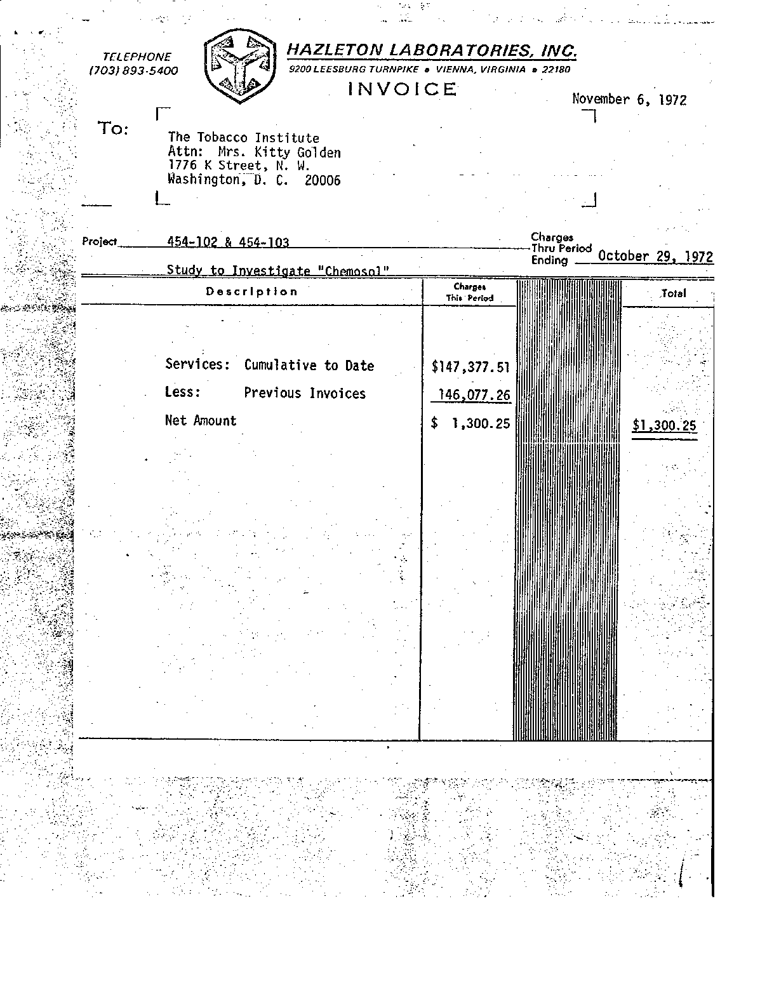 TELEPHONE
(703) 893-5400
HAZLETON LABORATORIES, INC.
9200 LEESBURG TURNPIKE • VIENNA, VIRGINIA • 22180
INVOICE
November 6, 1972
To:
The Tobacco Institute
Attn: Mrs. Kitty Golden
1776 K Street, N. W.
Washington, D. C. 20006
Project 454-102 & 454-103
Charges
Thru Period
Ending October 29, 1972
Study to Investigate "Chemosol"
Description Charges This Period Total
Services: Cumulative to Date $147,377.51
Less: Previous Invoices 146,077.26
Net Amount $ 1,300.25 $1,300.25